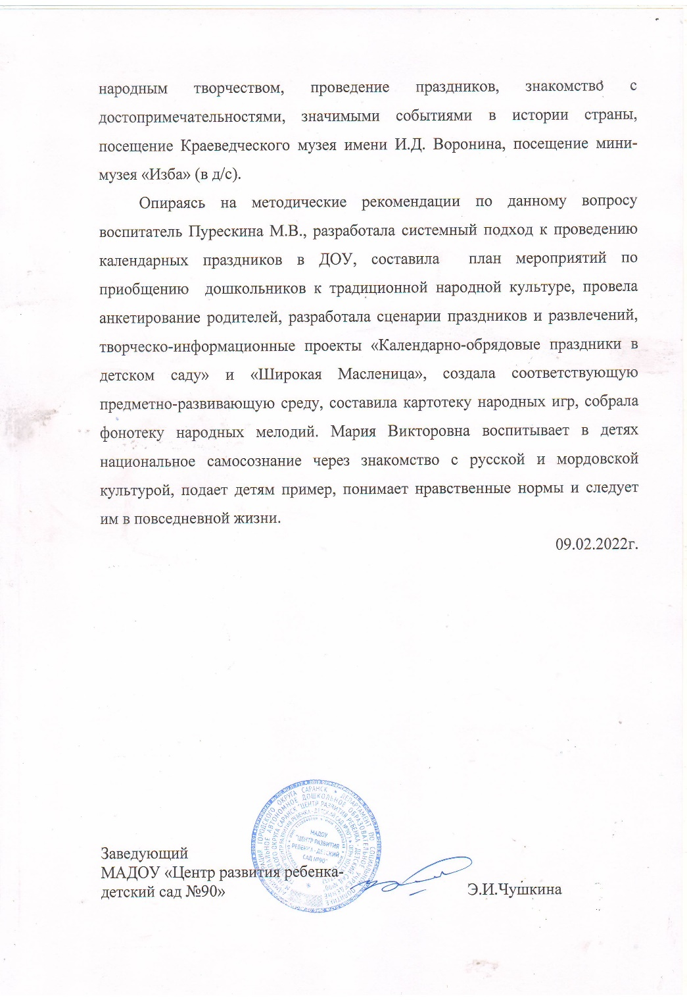 народным творчеством, проведение праздников, знакомство с
достопримечательностями, значимыми событиями в истории страны,
посещение Краеведческого музея имени И.Д. Воронина, посещение мини-
музея «Изба» (в д/с).
Опираясь на методические рекомендации по данному вопросу
воспитатель Пурескина М.В., разработала системный подход к проведению
календарных праздников в ДОУ, составила план мероприятий по
приобщению дошкольников к традиционной народной культуре, провела
анкетирование родителей, разработала сценарии праздников и развлечений,
творческо-информационные проекты «Календарно-обрядовые праздники в
детском саду» и «Широкая Масленица», создала соответствующую
предметно-развивающую среду, составила картотеку народных игр, собрала
фонотеку народных мелодий. Мария Викторовна воспитывает в детях
национальное самосознание через знакомство с русской и мордовской
культурой, подает детям пример, понимает нравственные нормы и следует
им в повседневной жизни.
09.02.2022г.
МАДОУ
"ЦЕНТР РАЗВИТИЯ
РЕБЕНКА - ДЕТСКИЙ
САД №90"
Заведующий
МАДОУ «Центр развития ребенка-
детский сад №90» Э.И.Чушкина